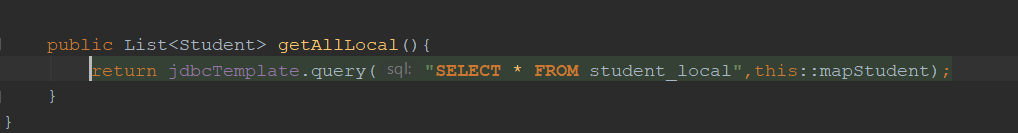 public List<Student> getAllLocal(){
return jdbcTemplate.query( sql: "SELECT * FROM student_local",this::mapStudent);
}
}